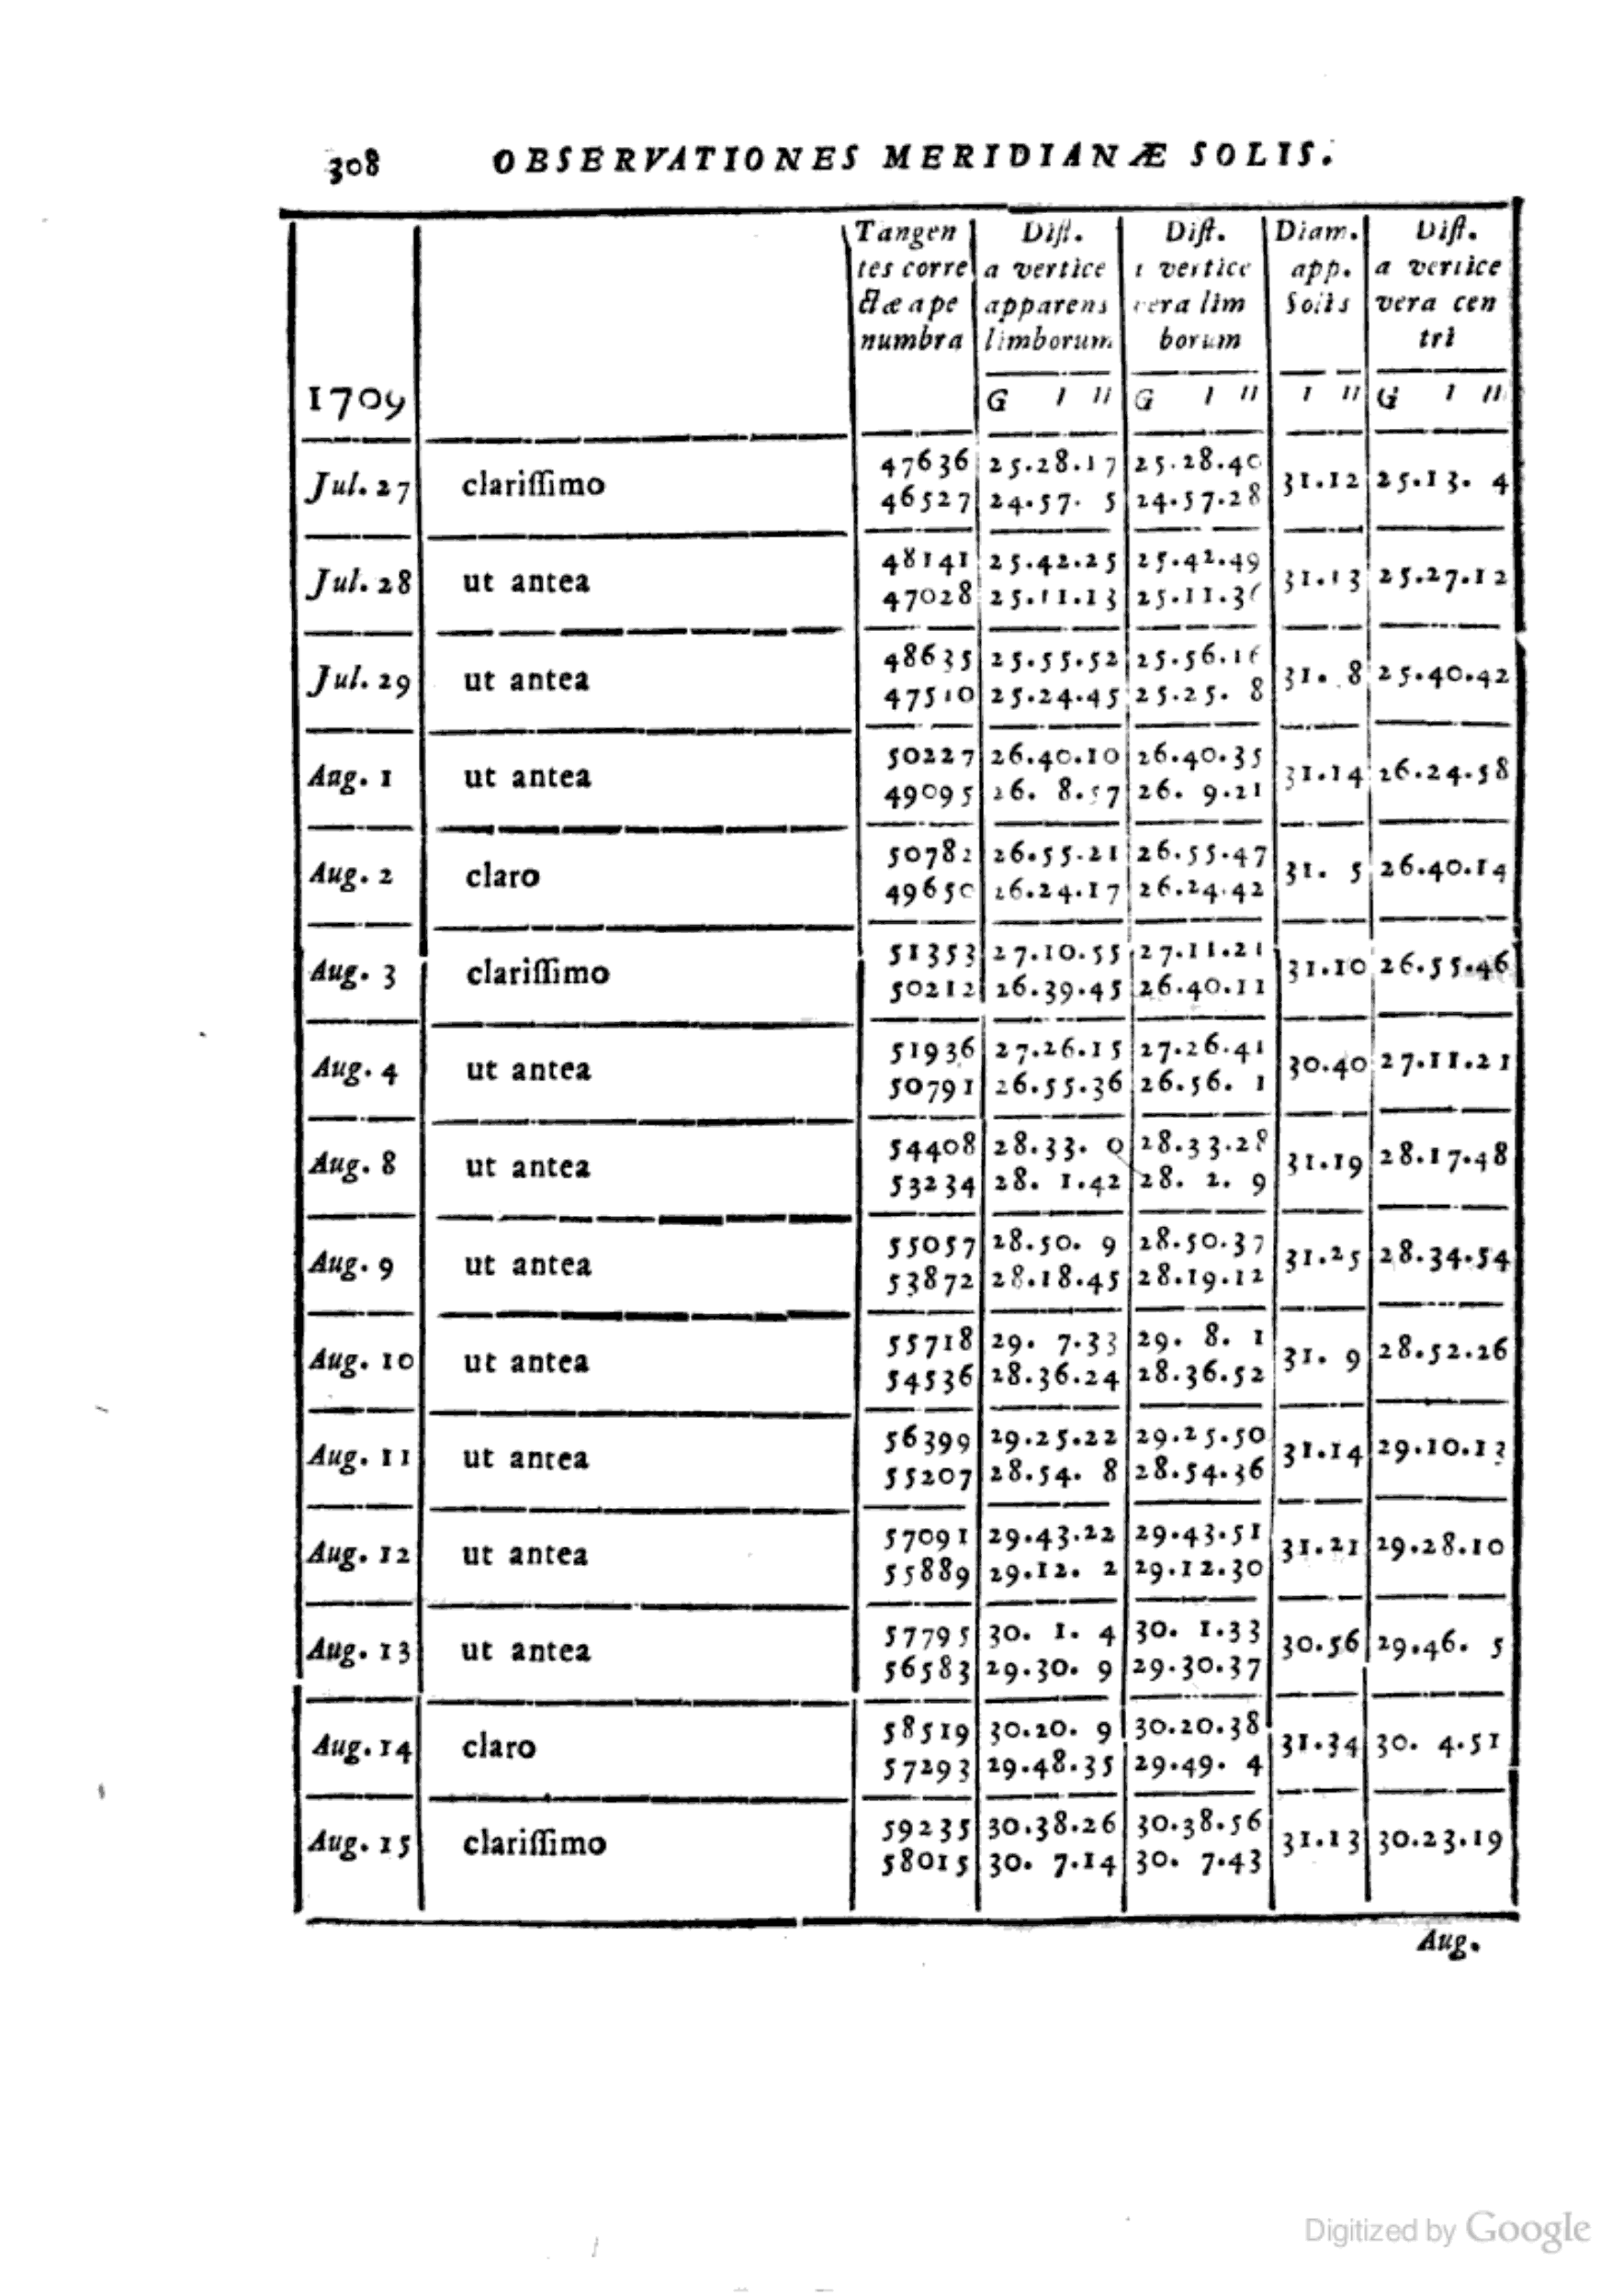 308 OBSERVATIONES MERIDIANÆ SOLIS.
Tangen Dist. Dist. Diam. Dist.
tes corre a vertice a vertice app. a vertice
ctæ ape apparens vera lim Solis vera cen
numbra limborum borum tri
1709 G I II G I II I II G I II
47636 25.28.17 25.28.40
Jul. 27 clarissimo 31.12 25.13. 4
46527 24.57. 5 24.57.28
48141 25.42.25 25.42.49
Jul. 28 ut antea 31.13 25.27.12
47028 25.11.13 25.11.36
48635 25.55.52 25.56.16
Jul. 29 ut antea 31. 8 25.40.42
47510 25.24.45 25.25. 8
50227 26.40.10 26.40.35
Aug. 1 ut antea 31.14 26.24.58
49095 26. 8.57 26. 9.21
50782 26.55.21 26.55.47
Aug. 2 claro 31. 5 26.40.14
49650 26.24.17 26.24.42
51353 27.10.55 27.11.21
Aug. 3 clarissimo 31.10 26.55.46
50212 26.39.45 26.40.11
51936 27.26.15 27.26.41
Aug. 4 ut antea 30.40 27.11.21
50791 26.55.36 26.56. 1
54408 28.33. 0 28.33.28
Aug. 8 ut antea 31.19 28.17.48
53234 28. 1.42 28. 2. 9
55057 28.50. 9 28.50.37
Aug. 9 ut antea 31.25 28.34.54
53872 28.18.45 28.19.12
55718 29. 7.33 29. 8. 1
Aug. 10 ut antea 31. 9 28.52.26
54536 28.36.24 28.36.52
56399 29.25.22 29.25.50
Aug. 11 ut antea 31.14 29.10.13
55207 28.54. 8 28.54.36
57091 29.43.22 29.43.51
Aug. 12 ut antea 31.21 29.28.10
55889 29.12. 2 29.12.30
57795 30. 1. 4 30. 1.33
Aug. 13 ut antea 30.56 29.46. 5
56583 29.30. 9 29.30.37
58519 30.20. 9 30.20.38
Aug. 14 claro 31.34 30. 4.51
57293 29.48.35 29.49. 4
59235 30.38.26 30.38.56
Aug. 15 clarissimo 31.13 30.23.19
58015 30. 7.14 30. 7.43
Aug.
Digitized by Google